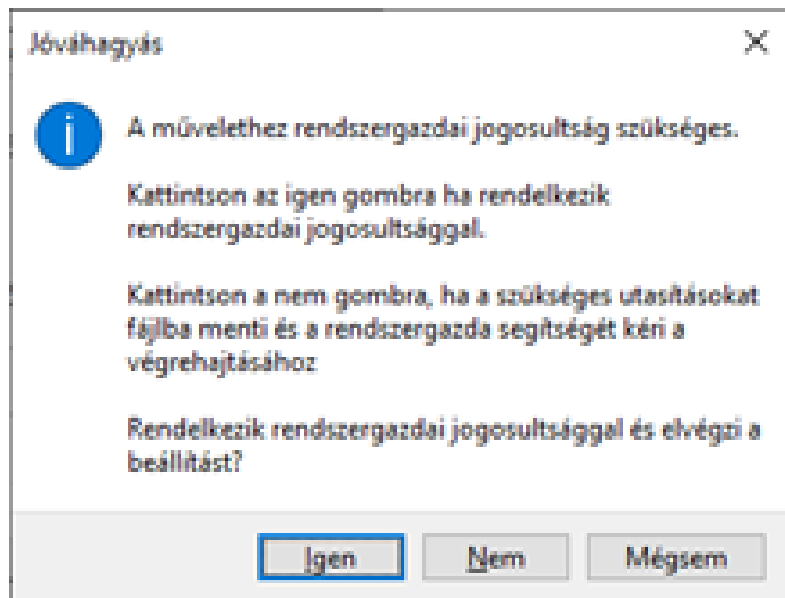 Jóváhagyás
A művelethez rendszergazdai jogosultság szükséges.
Kattintson az igen gombra ha rendelkezik
rendszergazdai jogosultsággal.
Kattintson a nem gombra, ha a szükséges utasításokat
fájlba menti és a rendszergazda segítségét kéri a
végrehajtásához
Rendelkezik rendszergazdai jogosultsággal és elvégzi a
beállítást?
Igen Nem Mégsem